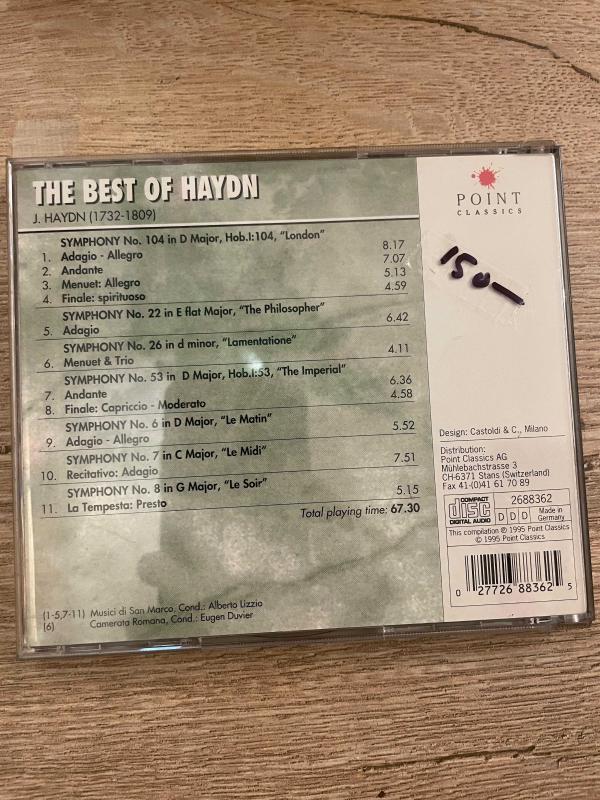 THE BEST OF HAYDN
J. HAYDN (1732-1809)
SYMPHONY No. 104 in D Major, Hob.I:104, "London"
1. Adagio - Allegro 8.17
2. Andante 7.07
3. Menuet: Allegro 5.13
4. Finale: spirituoso 4.59
SYMPHONY No. 22 in E flat Major, "The Philosopher"
5. Adagio 6.42
SYMPHONY No. 26 in d minor, "Lamentatione"
6. Menuet & Trio 4.11
SYMPHONY No. 53 in D Major, Hob.I:53, "The Imperial"
7. Andante 6.36
8. Finale: Capriccio - Moderato 4.58
SYMPHONY No. 6 in D Major, "Le Matin"
9. Adagio - Allegro 5.52
SYMPHONY No. 7 in C Major, "Le Midi"
10. Recitativo: Adagio 7.51
SYMPHONY No. 8 in G Major, "Le Soir"
11. La Tempesta: Presto 5.15
Total playing time: 67.30
(1-5,7-11) Musici di San Marco, Cond.: Alberto Lizzio
(6) Camerata Romana, Cond.: Eugen Duvier
POINT
CLASSICS
150,-
Design: Castoldi & C., Milano
Distribution:
Point Classics AG
Mühlebachstrasse 3
CH-6371 Stans (Switzerland)
Fax 41-(0)41 61 70 89
COMPACT
disc
DIGITAL AUDIO
2688362
D D D
Made in
Germany
This compilation ℗ 1995 Point Classics
© 1995 Point Classics
0 27726 88362 5